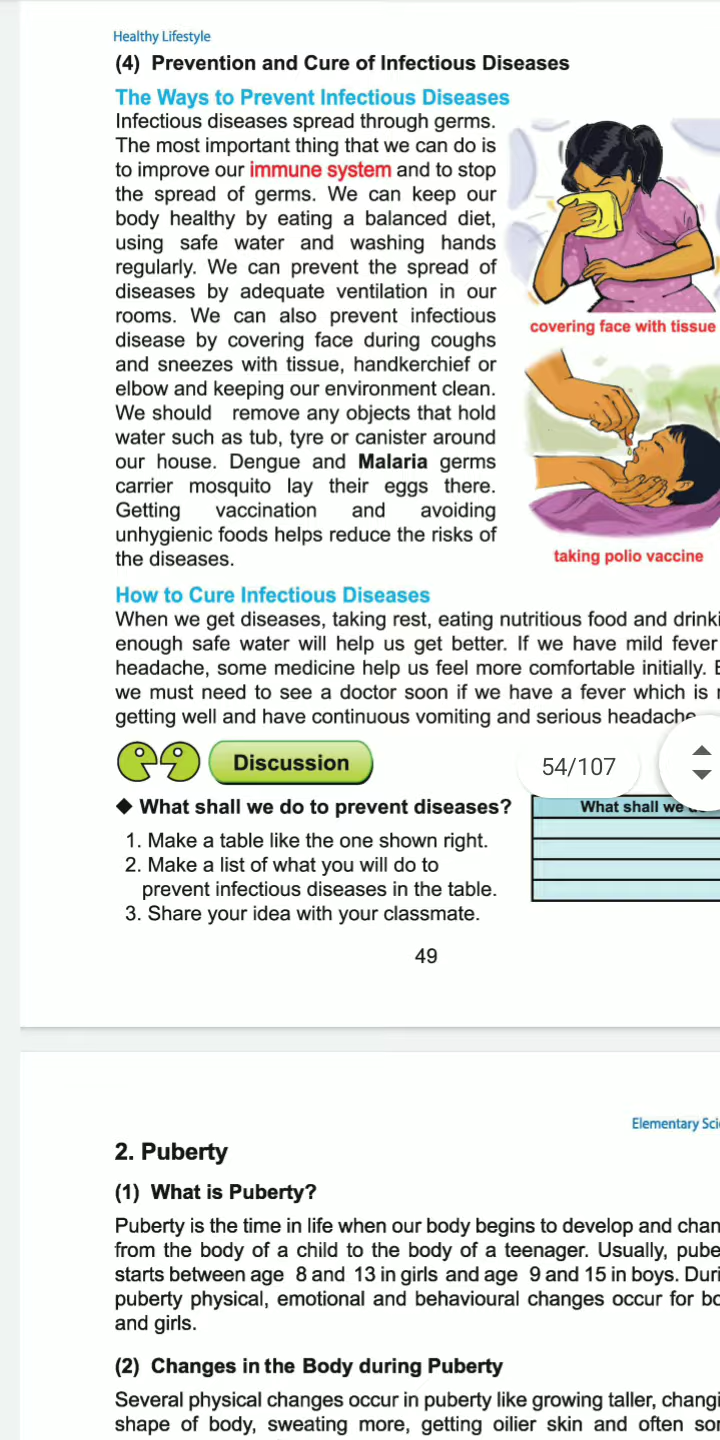 Healthy Lifestyle
(4) Prevention and Cure of Infectious Diseases
The Ways to Prevent Infectious Diseases
Infectious diseases spread through germs.
The most important thing that we can do is
to improve our immune system and to stop
the spread of germs. We can keep our
body healthy by eating a balanced diet,
using safe water and washing hands
regularly. We can prevent the spread of
diseases by adequate ventilation in our
rooms. We can also prevent infectious
disease by covering face during coughs
and sneezes with tissue, handkerchief or
elbow and keeping our environment clean.
We should remove any objects that hold
water such as tub, tyre or canister around
our house. Dengue and Malaria germs
carrier mosquito lay their eggs there.
Getting vaccination and avoiding
unhygienic foods helps reduce the risks of
the diseases.
covering face with tissue
taking polio vaccine
How to Cure Infectious Diseases
When we get diseases, taking rest, eating nutritious food and drinki
enough safe water will help us get better. If we have mild fever
headache, some medicine help us feel more comfortable initially.
we must need to see a doctor soon if we have a fever which is
getting well and have continuous vomiting and serious headache
Discussion
54/107
◆ What shall we do to prevent diseases?
What shall we
1. Make a table like the one shown right.
2. Make a list of what you will do to
prevent infectious diseases in the table.
3. Share your idea with your classmate.
49
Elementary Sci
2. Puberty
(1) What is Puberty?
Puberty is the time in life when our body begins to develop and chan
from the body of a child to the body of a teenager. Usually, pube
starts between age 8 and 13 in girls and age 9 and 15 in boys. Duri
puberty physical, emotional and behavioural changes occur for bo
and girls.
(2) Changes in the Body during Puberty
Several physical changes occur in puberty like growing taller, changi
shape of body, sweating more, getting oilier skin and often so